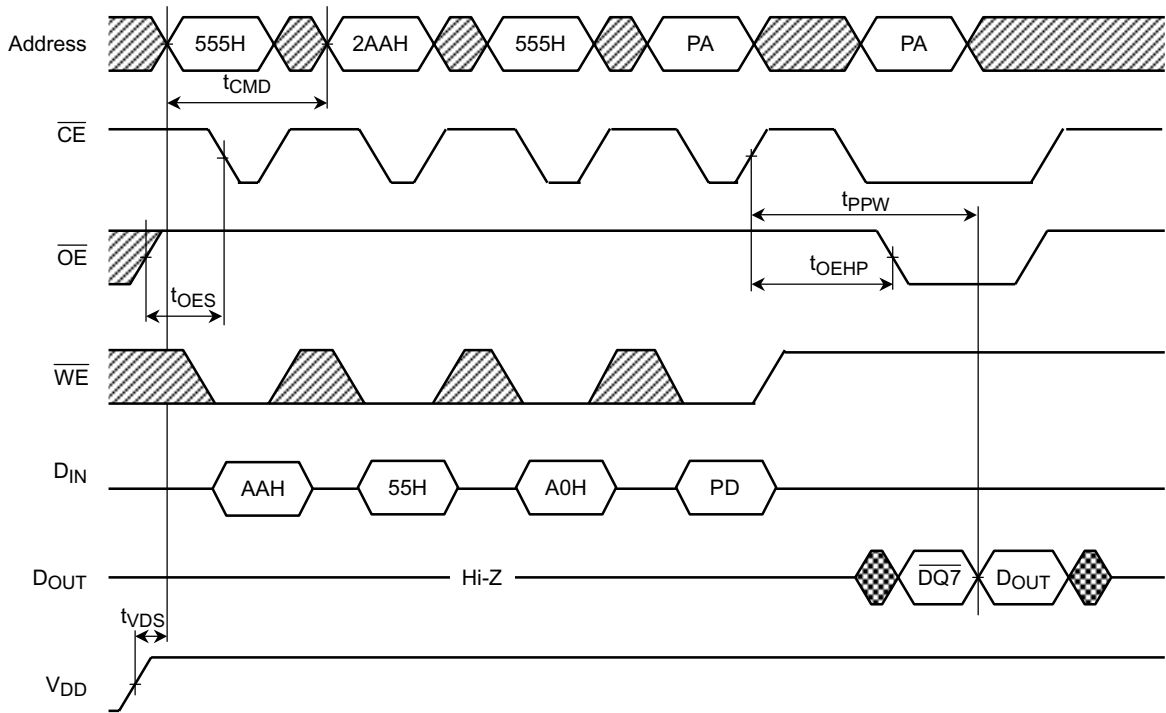 Address 555H 2AAH 555H PA PA
tCMD
CE
tPPW
OE
tOEHP
tOES
WE
DIN AAH 55H A0H PD
DOUT Hi-Z DQ7 DOUT
tVDS
VDD